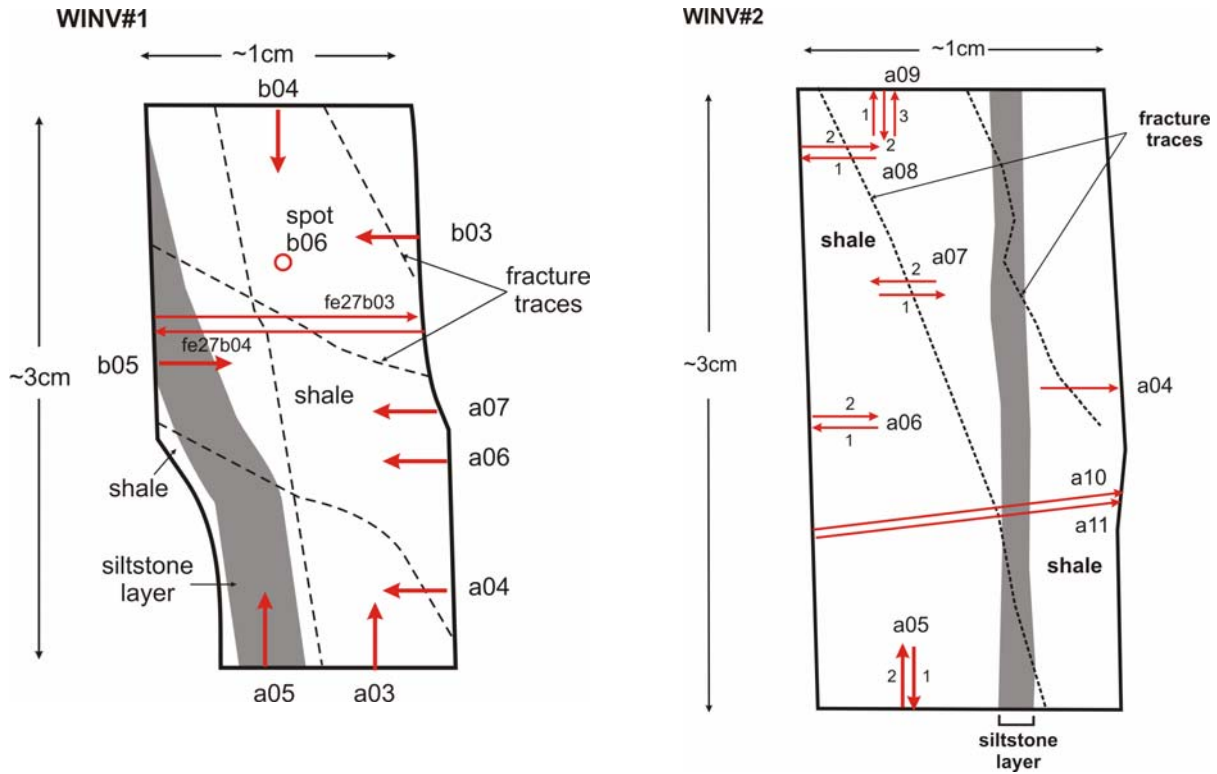 WINV#1
~1cm
b04
spot
b06
b03
fracture
traces
fe27b03
fe27b04
b05
~3cm
shale
a07
a06
shale
siltstone
layer
a04
a05
a03
WINV#2
~1cm
a09
1
3
2
fracture
traces
2
1
a08
shale
a07
2
1
~3cm
a04
2
1
a06
a10
a11
shale
a05
2
1
siltstone
layer